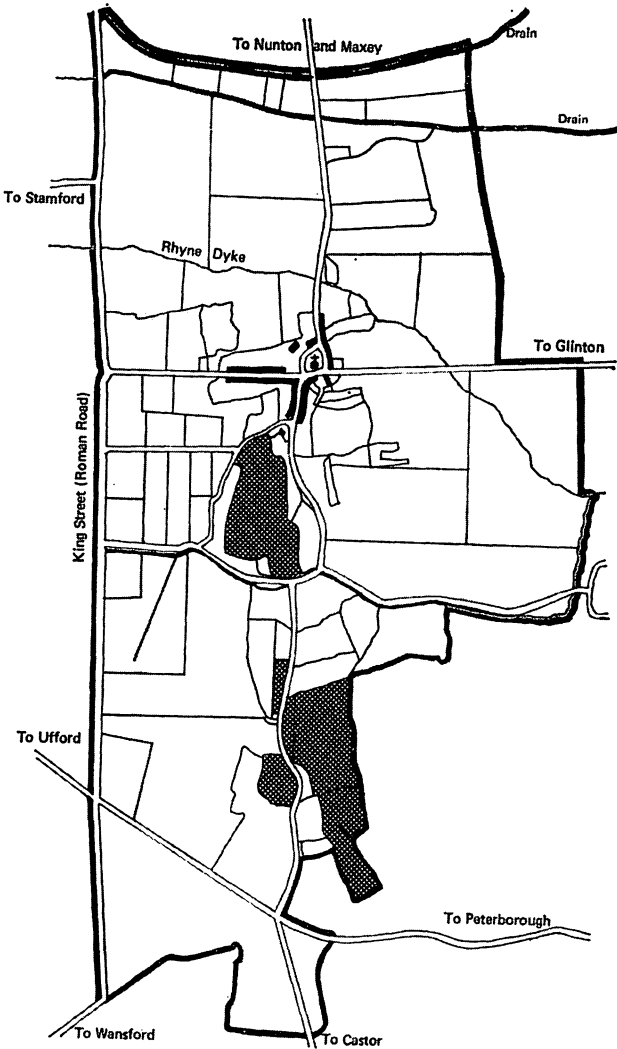 To Nunton and Maxey
Drain
Drain
To Stamford
Rhyne Dyke
To Glinton
King Street (Roman Road)
To Ufford
To Peterborough
To Wansford
To Castor